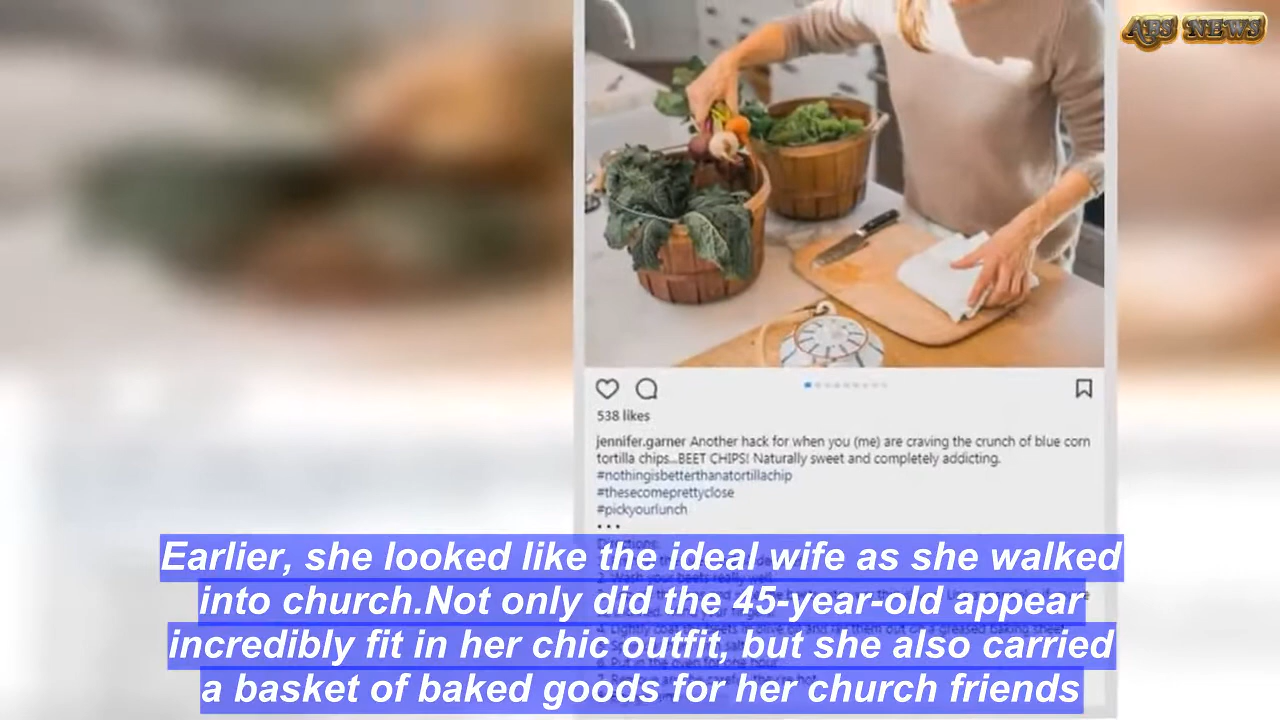 ABS NEWS
538 likes
jennifer.garner Another hack for when you (me) are craving the crunch of blue corn
tortilla chips...BEET CHIPS! Naturally sweet and completely addicting.
#nothingisbetterthanatortillachip
#thesecomeprettyclose
#pickyourlunch
• • •
Earlier, she looked like the ideal wife as she walked
into church.Not only did the 45-year-old appear
incredibly fit in her chic outfit, but she also carried
a basket of baked goods for her church friends